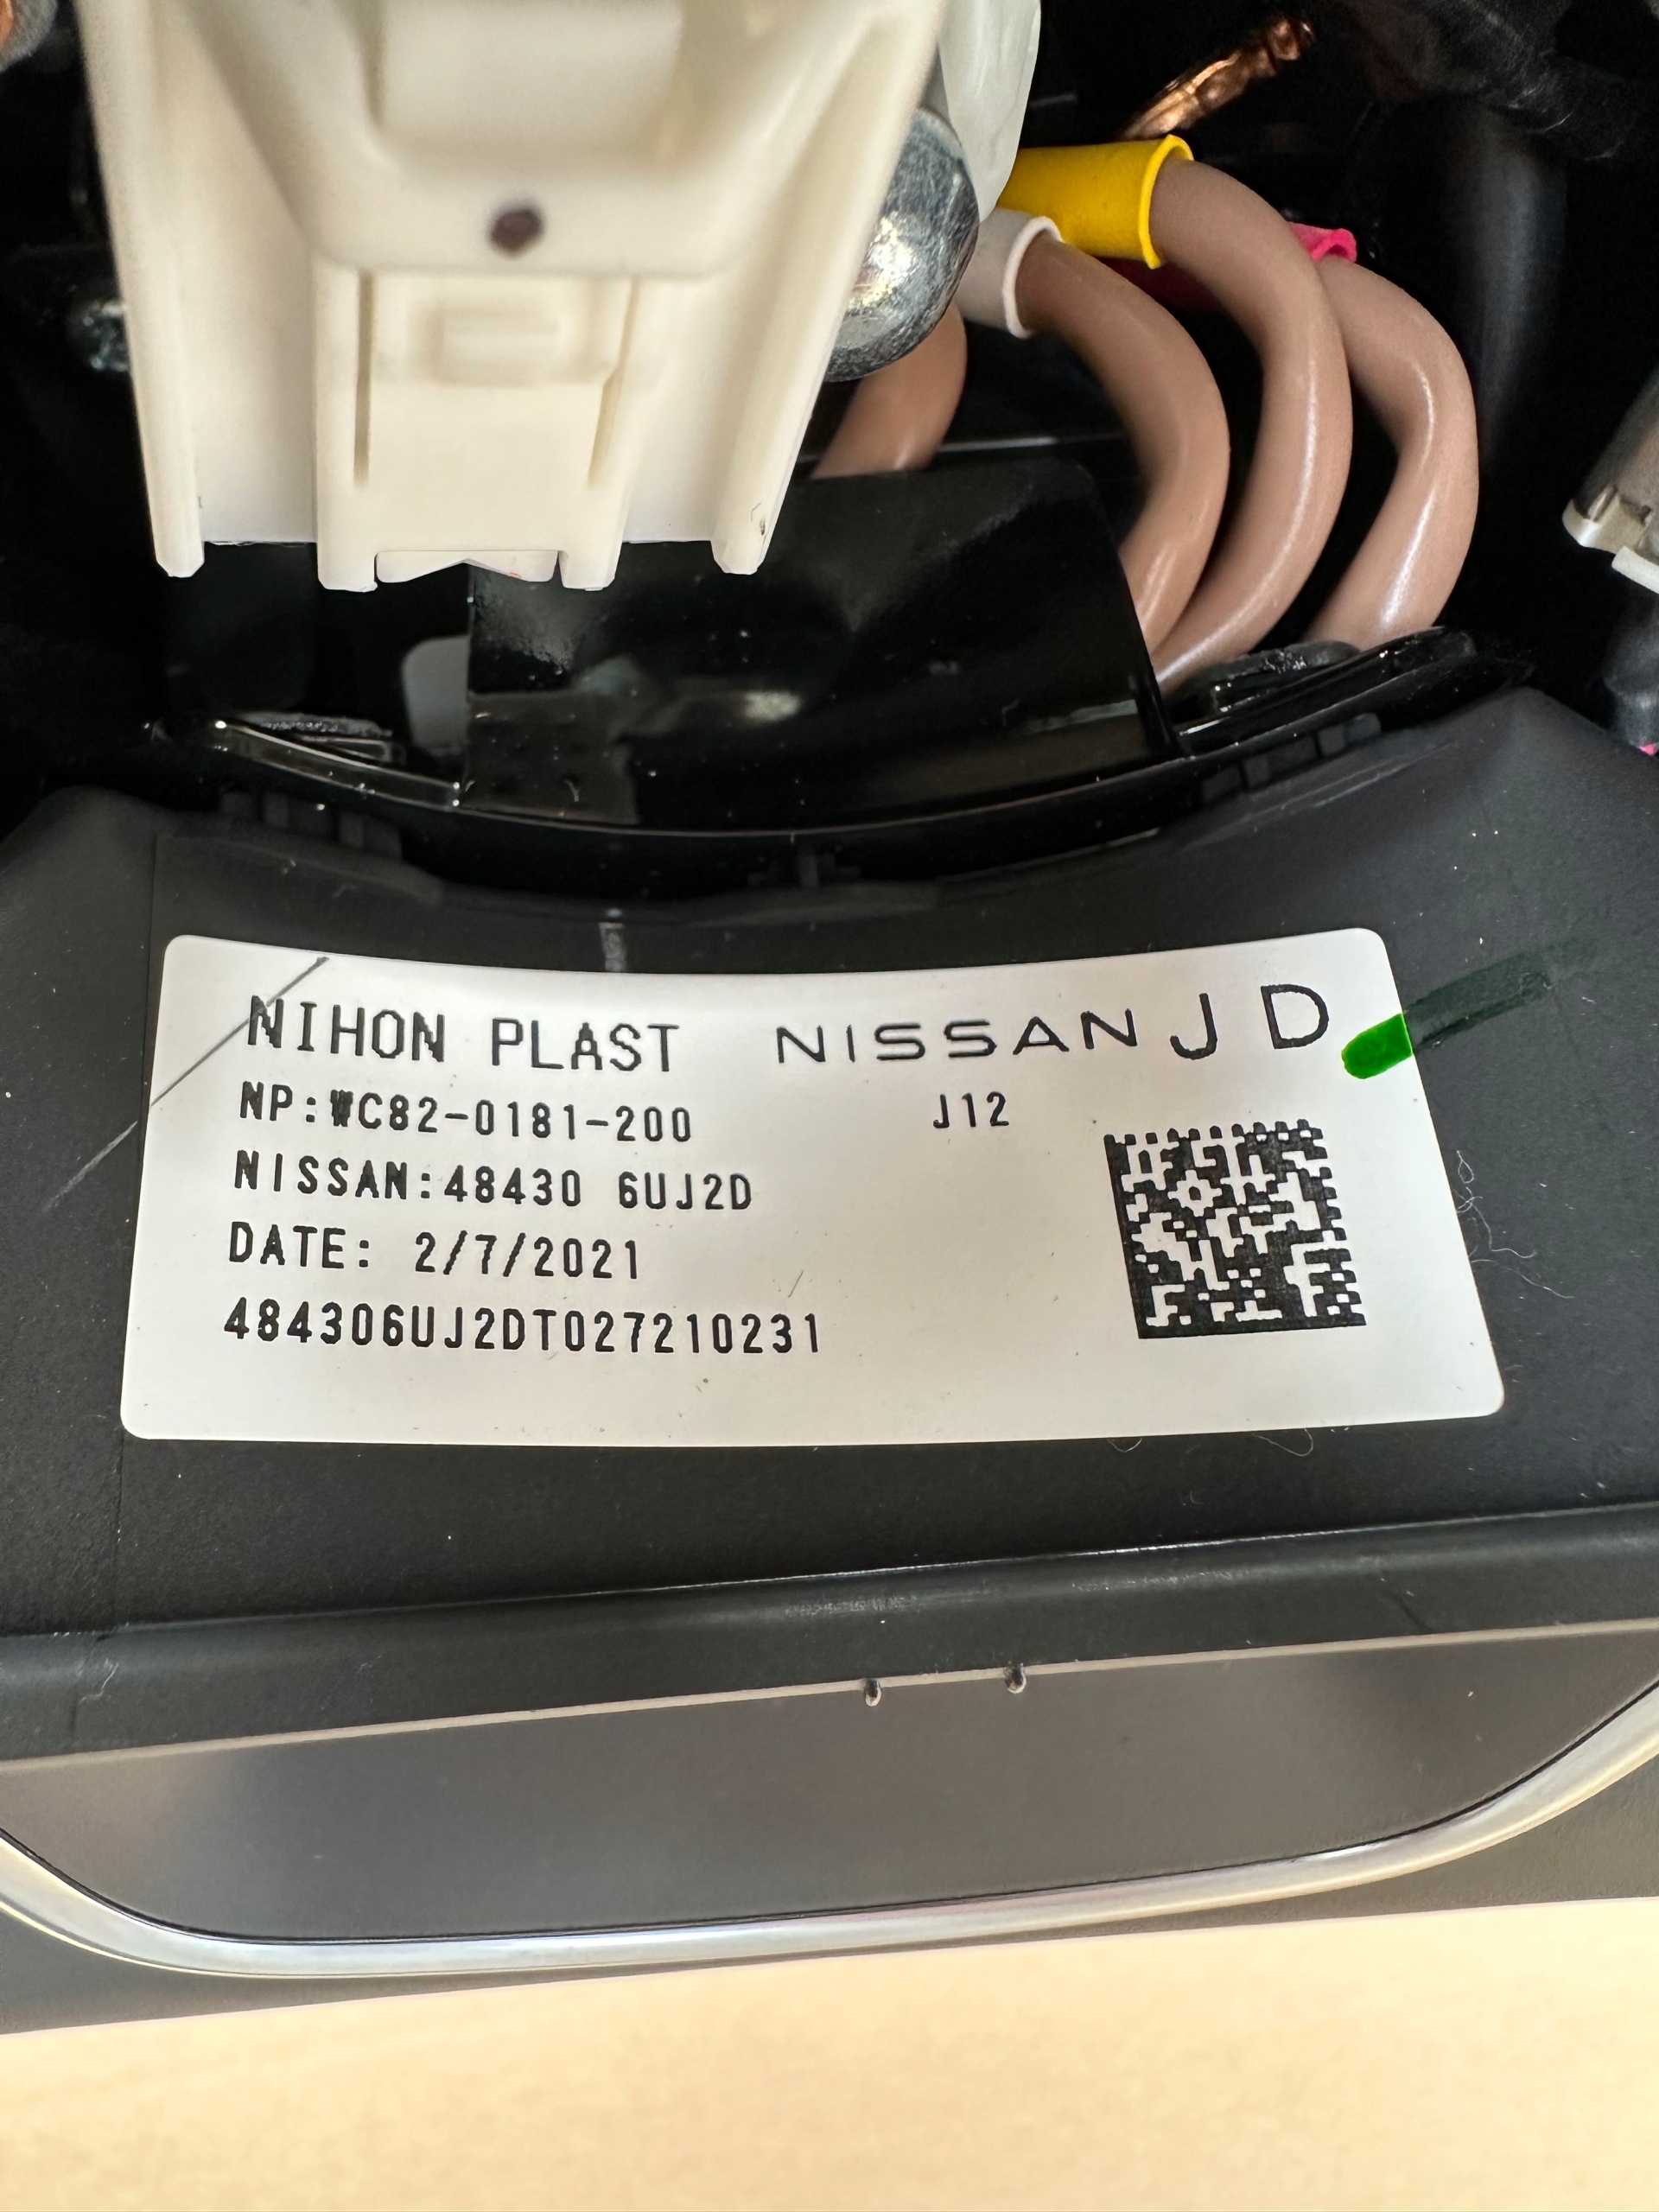 NIHON PLAST NISSAN J D
NP:WC82-0181-200 J12
NISSAN:48430 6UJ2D
DATE: 2/7/2021
484306UJ2DT027210231